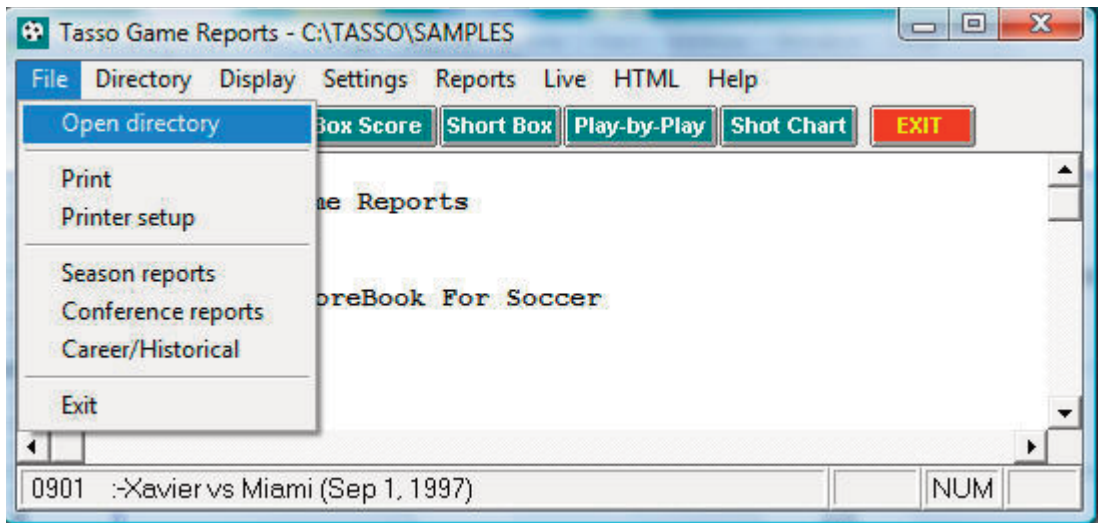 Tasso Game Reports - C:\TASSO\SAMPLES
File Directory Display Settings Reports Live HTML Help
Box Score Short Box Play-by-Play Shot Chart EXIT
Open directory
Print
Printer setup
Season reports
Conference reports
Career/Historical
Exit
me Reports
oreBook For Soccer
0901 :-Xavier vs Miami (Sep 1, 1997) NUM